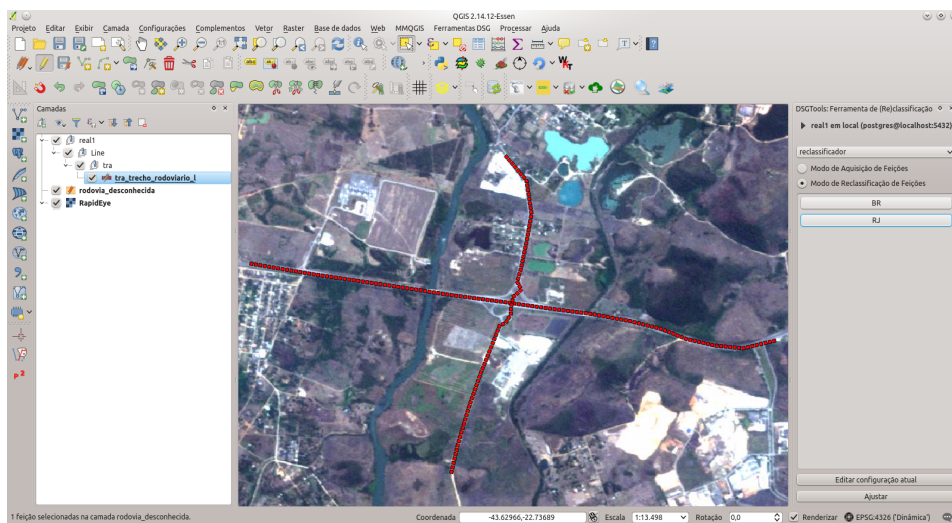 QGIS 2.14.12-Essen
Projeto Editar Exibir Camada Configurações Complementos Vetor Raster Base de dados Web MMQGIS Ferramentas DSG Processar Ajuda
Camadas
real1
Line
tra
tra_trecho_rodoviario_l
rodovia_desconhecida
RapidEye
DSGTools: Ferramenta de (Re)classificação
real1 em local (postgres@localhost:5432)
reclassificador
Modo de Aquisição de Feições
Modo de Reclassificação de Feições
BR
RJ
Editar configuração atual
Ajustar
1 feição selecionadas na camada rodovia_desconhecida.
Coordenada -43.62966,-22.73689 Escala 1:13.498 Rotação 0,0 Renderizar EPSG:4326 ('Dinâmica')